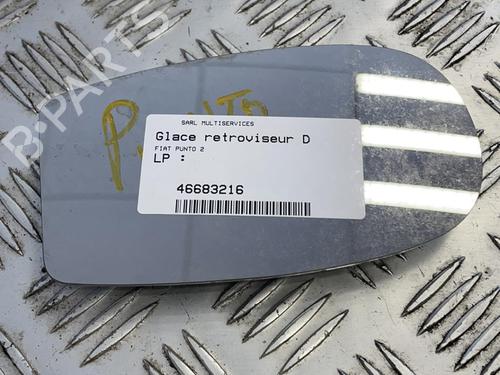 SARL MULTISERVICES
Glace retroviseur D
FIAT PUNTO 2
LP :
46683216
B-PARTS